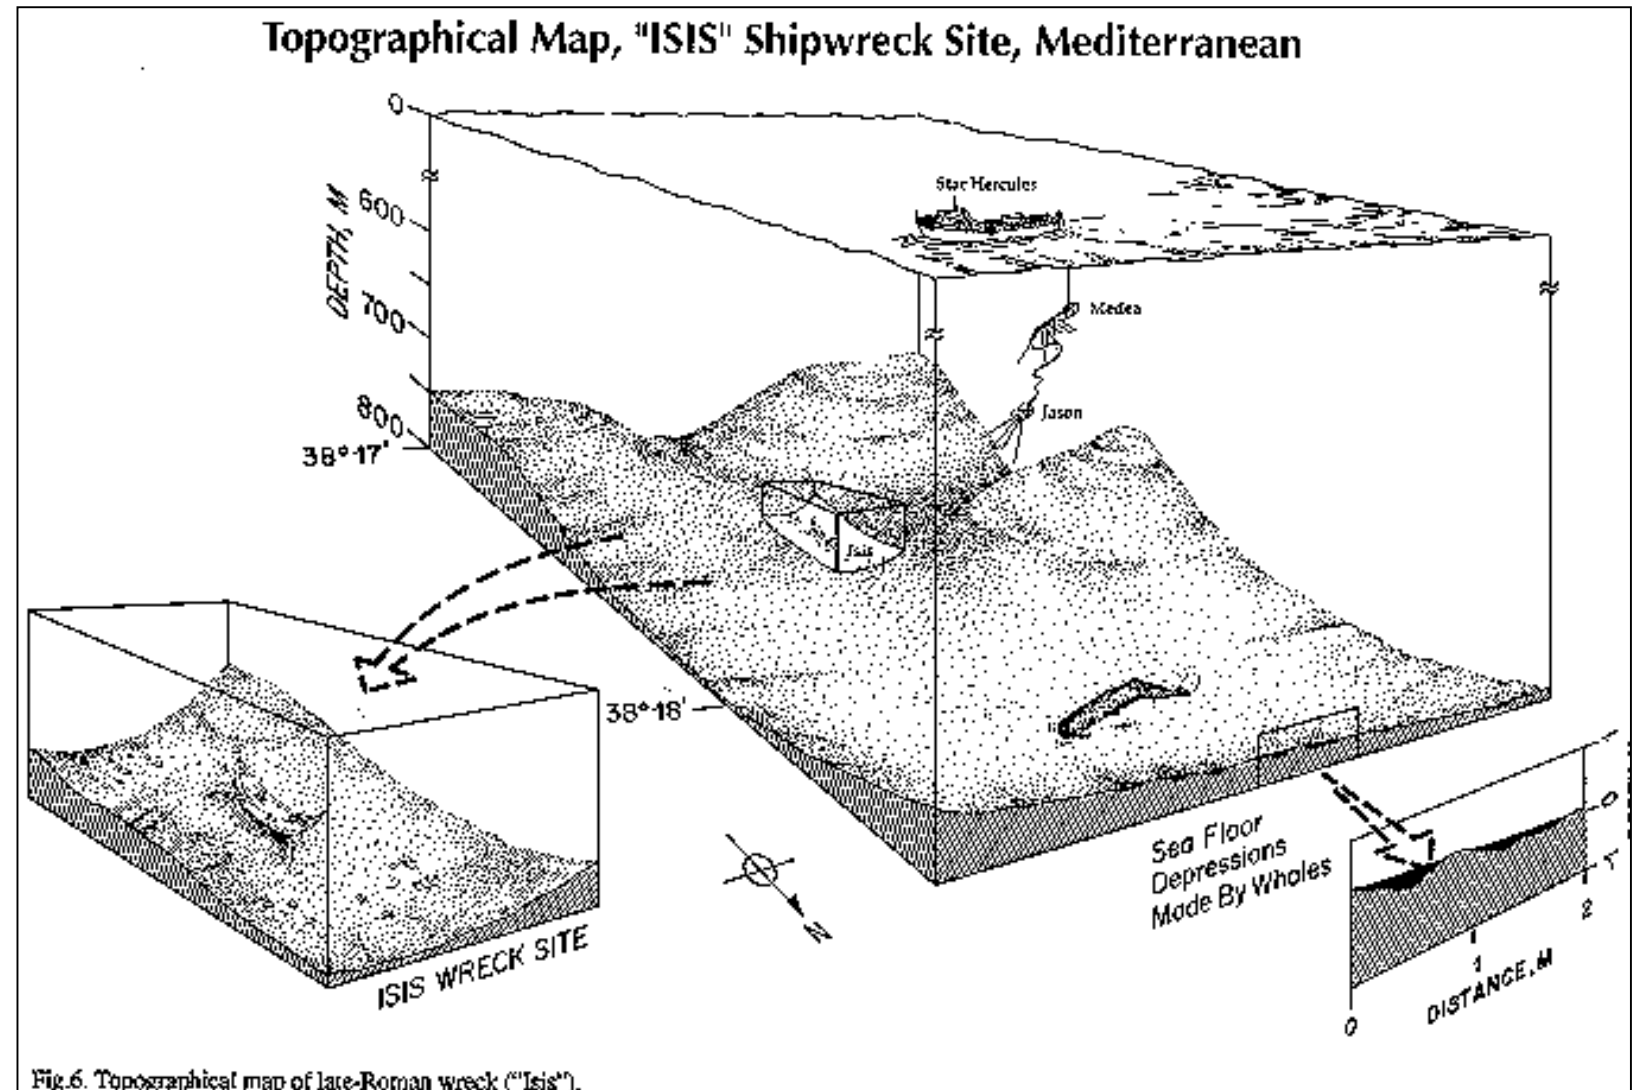 Topographical Map, "ISIS" Shipwreck Site, Mediterranean
0
Star Hercules
600
DEPTH, M
Medea
700
Jason
800
38°17'
Isis
38°18'
Sea Floor
Depressions
Made By Wholes
0
2
N
1
ISIS WRECK SITE
DISTANCE, M
0
Fig.6. Topographical map of late-Roman wreck ("Isis").